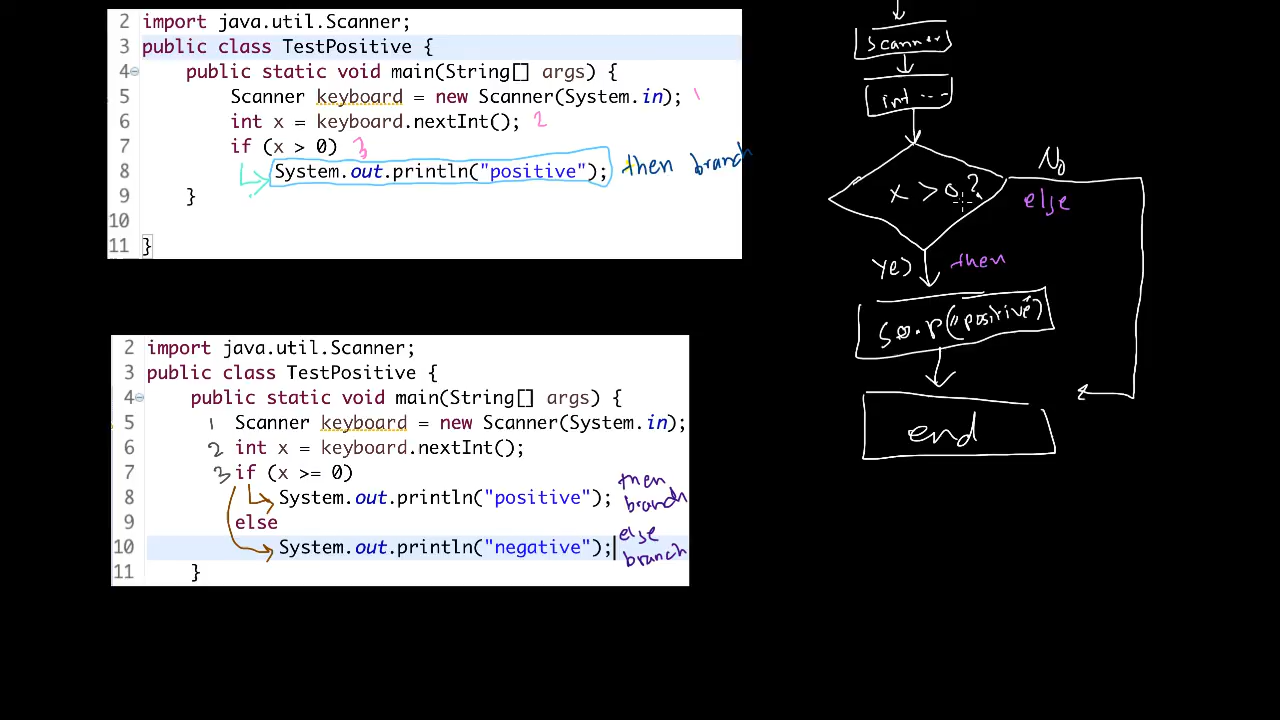 2 import java.util.Scanner;
3 public class TestPositive {
4 public static void main(String[] args) {
5 Scanner keyboard = new Scanner(System.in); 1
6 int x = keyboard.nextInt(); 2
7 if (x > 0) 3
8 System.out.println("positive"); then branch
9 }
10
11 }
2 import java.util.Scanner;
3 public class TestPositive {
4 public static void main(String[] args) {
5 1 Scanner keyboard = new Scanner(System.in);
6 2 int x = keyboard.nextInt();
7 3 if (x >= 0)
8 System.out.println("positive"); then branch
9 else
10 System.out.println("negative"); else branch
11 }
Scanner
int ...
x > 0?
No
else
Yes
then
so.p("positive")
end